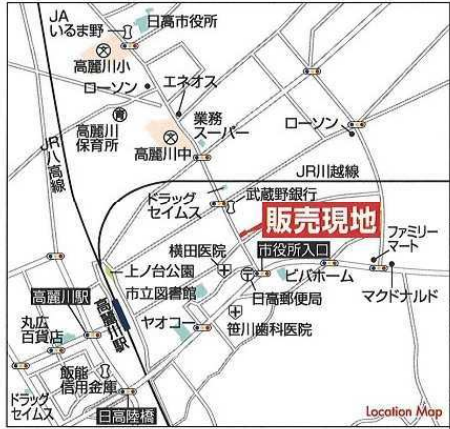 JA
いるま野
日高市役所
高麗川小
ローソン
エネオス
高麗川
保育所
業務
スーパー
高麗川中
ローソン
JR八高線
JR川越線
ドラッグ
セイムス
武蔵野銀行
販売現地
横田医院
市役所入口
ファミリー
マート
上ノ台公園
ビバホーム
高麗川駅
市立図書館
日高郵便局
マクドナルド
高麗川駅
丸広
百貨店
ヤオコー
笹川歯科医院
飯能
信用金庫
ドラッグ
セイムス
日高陸橋
Location Map